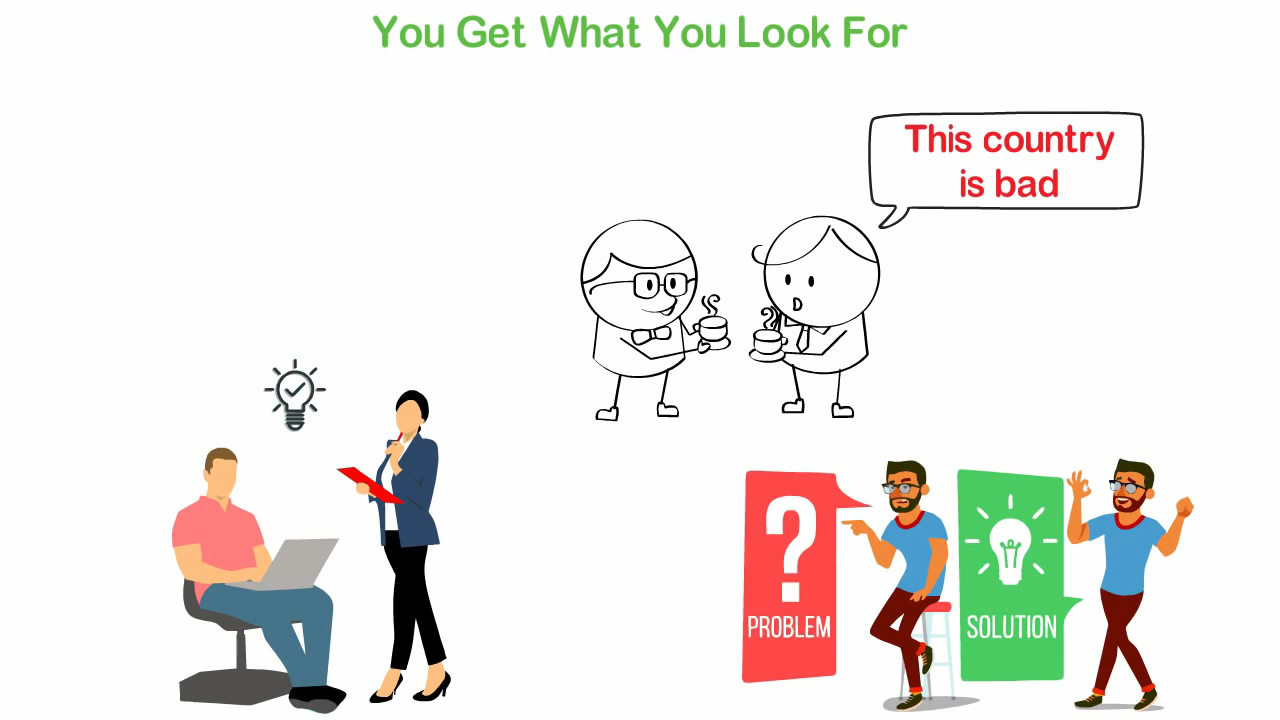 You Get What You Look For
This country
is bad
?
PROBLEM
SOLUTION